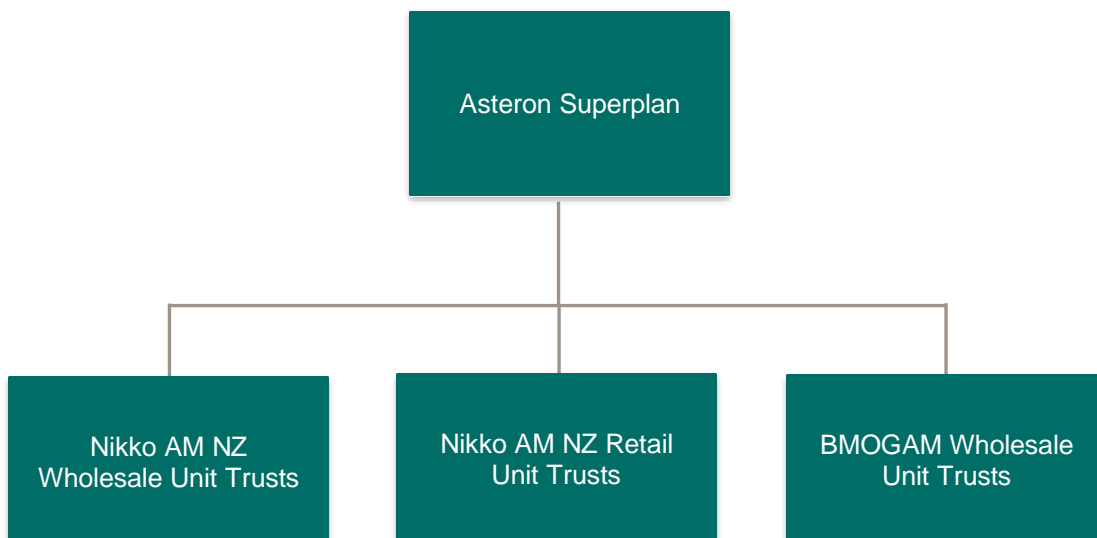 Asteron Superplan
Nikko AM NZ
Wholesale Unit Trusts
Nikko AM NZ Retail
Unit Trusts
BMOGAM Wholesale
Unit Trusts